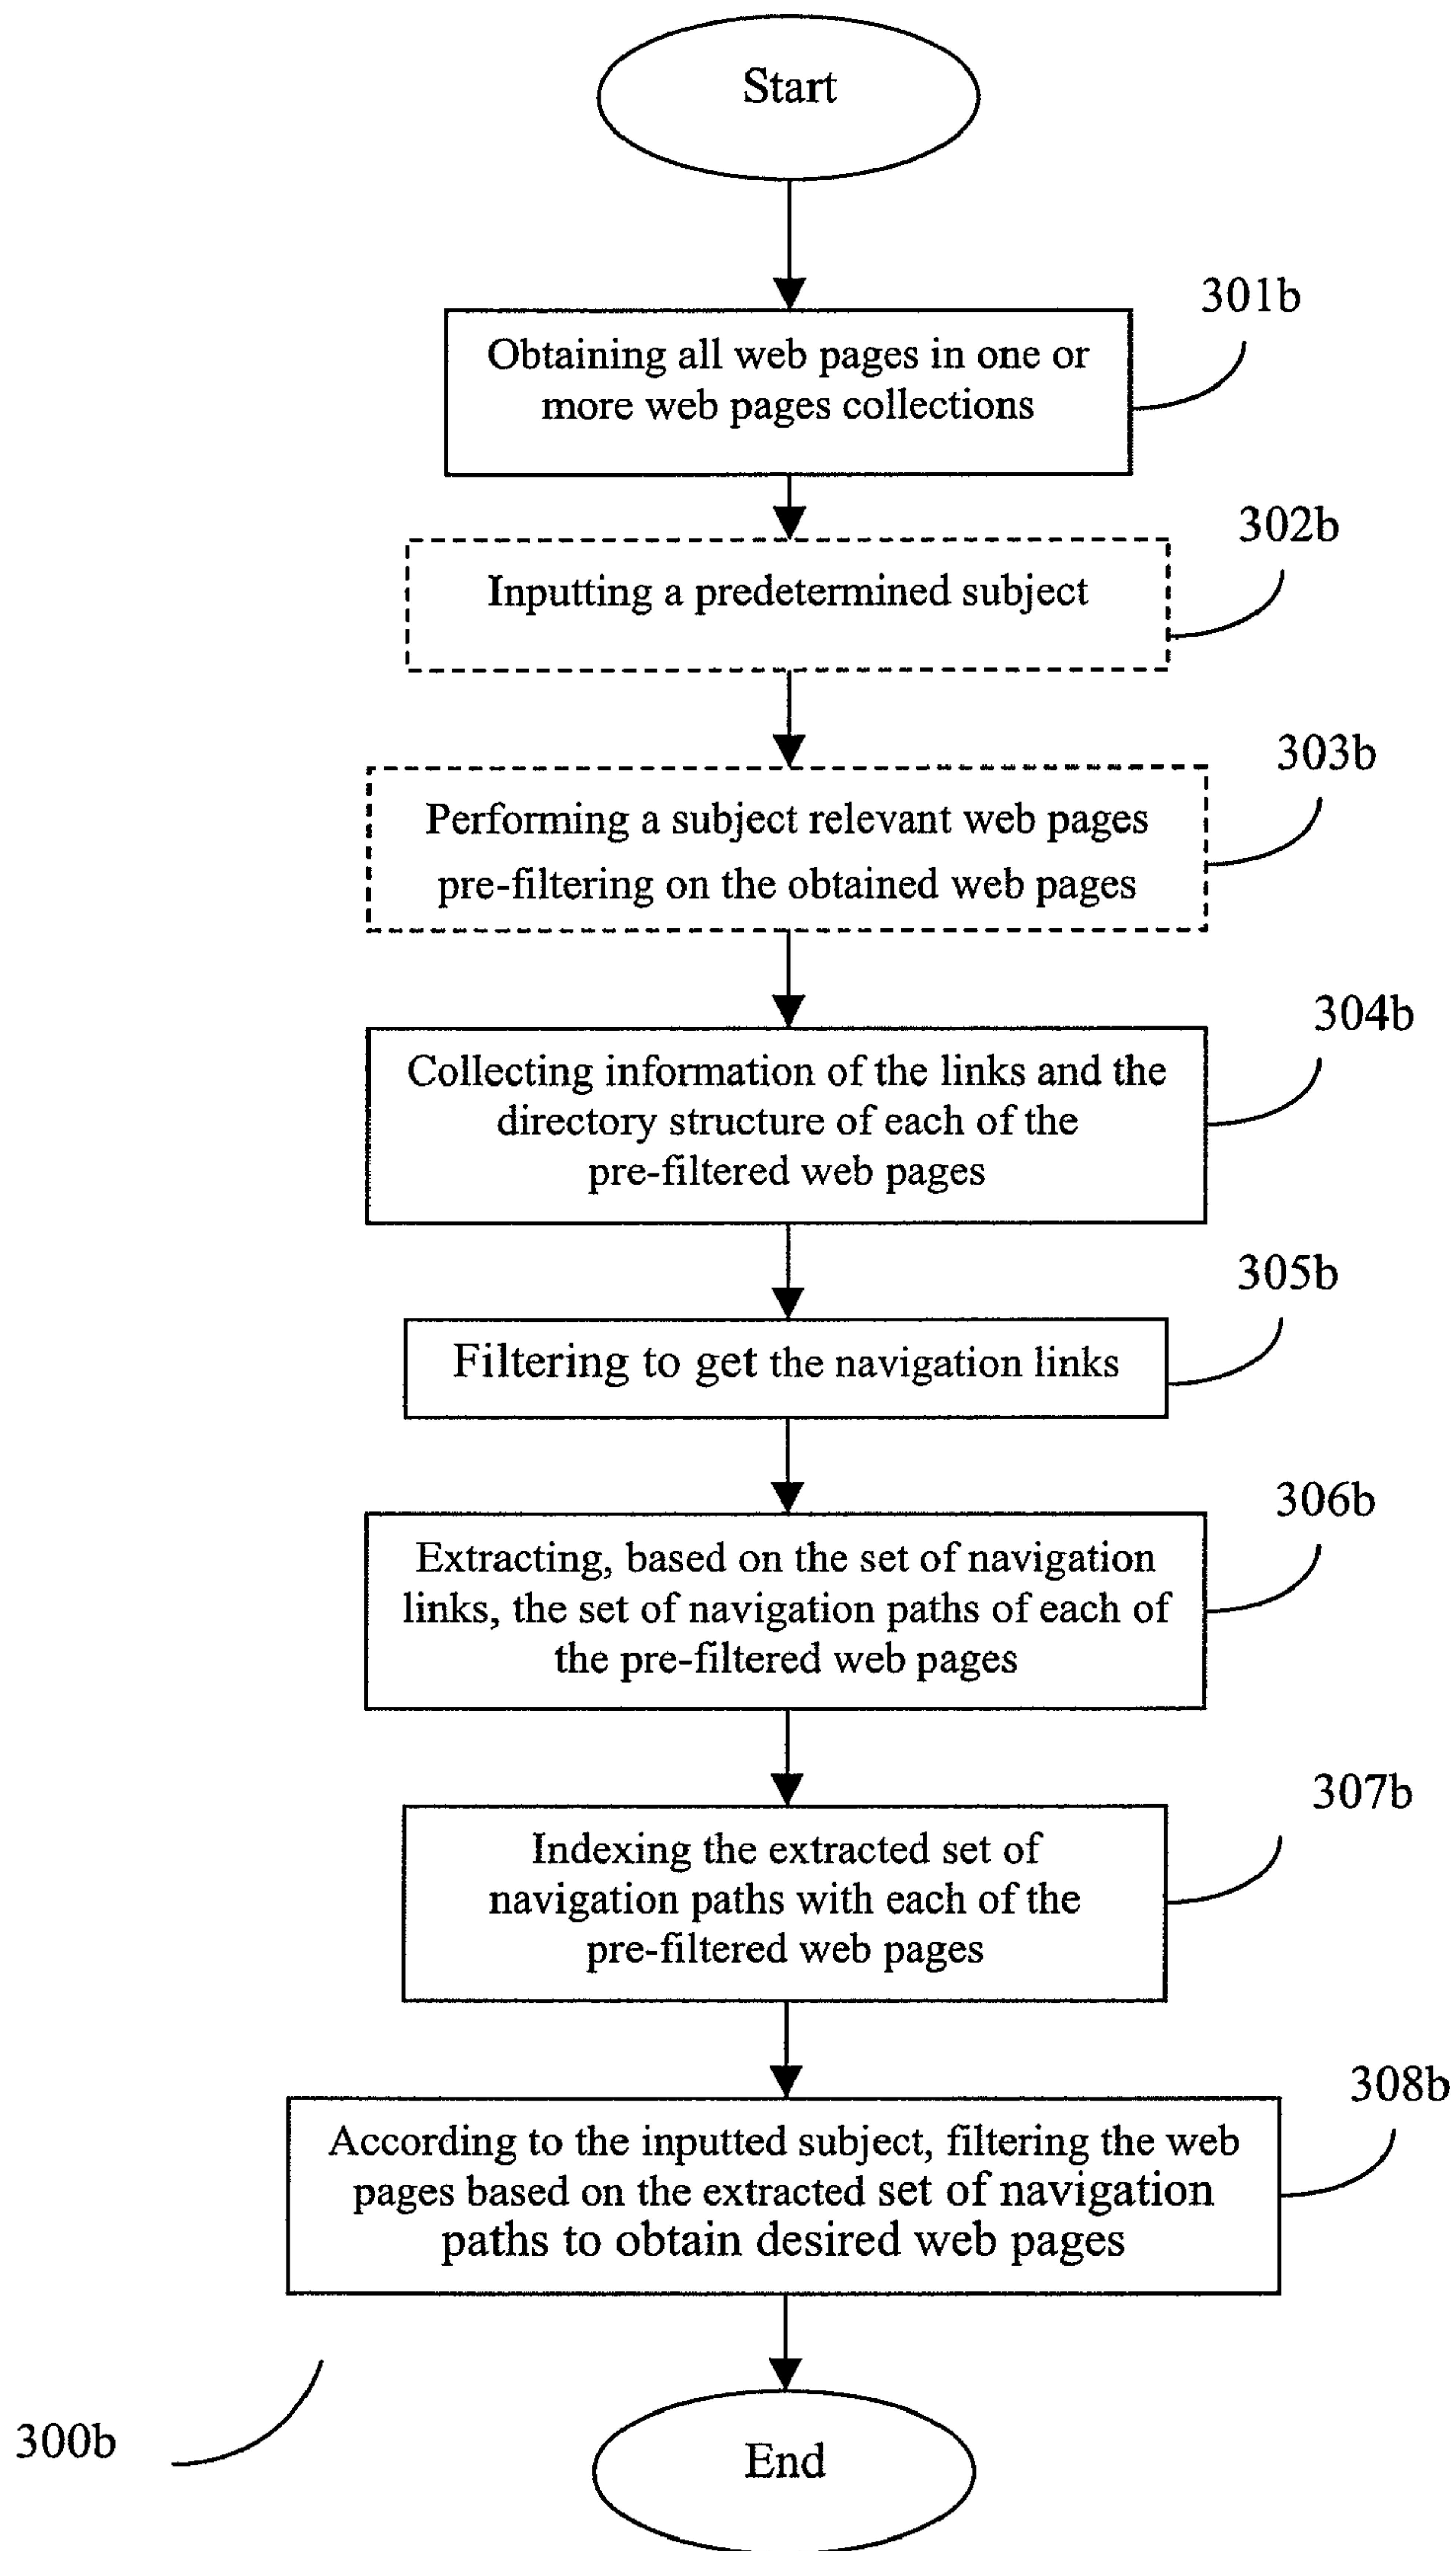 Start
301b
Obtaining all web pages in one or
more web pages collections
302b
Inputting a predetermined subject
303b
Performing a subject relevant web pages
pre-filtering on the obtained web pages
304b
Collecting information of the links and the
directory structure of each of the
pre-filtered web pages
305b
Filtering to get the navigation links
306b
Extracting, based on the set of navigation
links, the set of navigation paths of each of
the pre-filtered web pages
307b
Indexing the extracted set of
navigation paths with each of the
pre-filtered web pages
308b
According to the inputted subject, filtering the web
pages based on the extracted set of navigation
paths to obtain desired web pages
300b
End